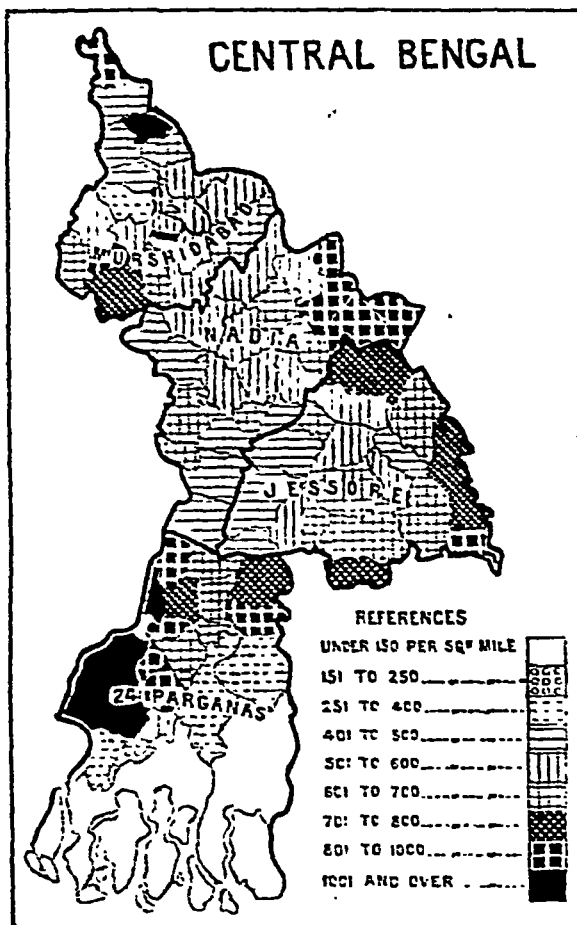 CENTRAL BENGAL
MURSHIDABAD
NADIA
JESSORE
24 PARGANAS
REFERENCES
UNDER 150 PER SQR MILE
151 TO 250
251 TO 400
401 TO 500
501 TO 600
601 TO 700
701 TO 800
801 TO 1000
1001 AND OVER